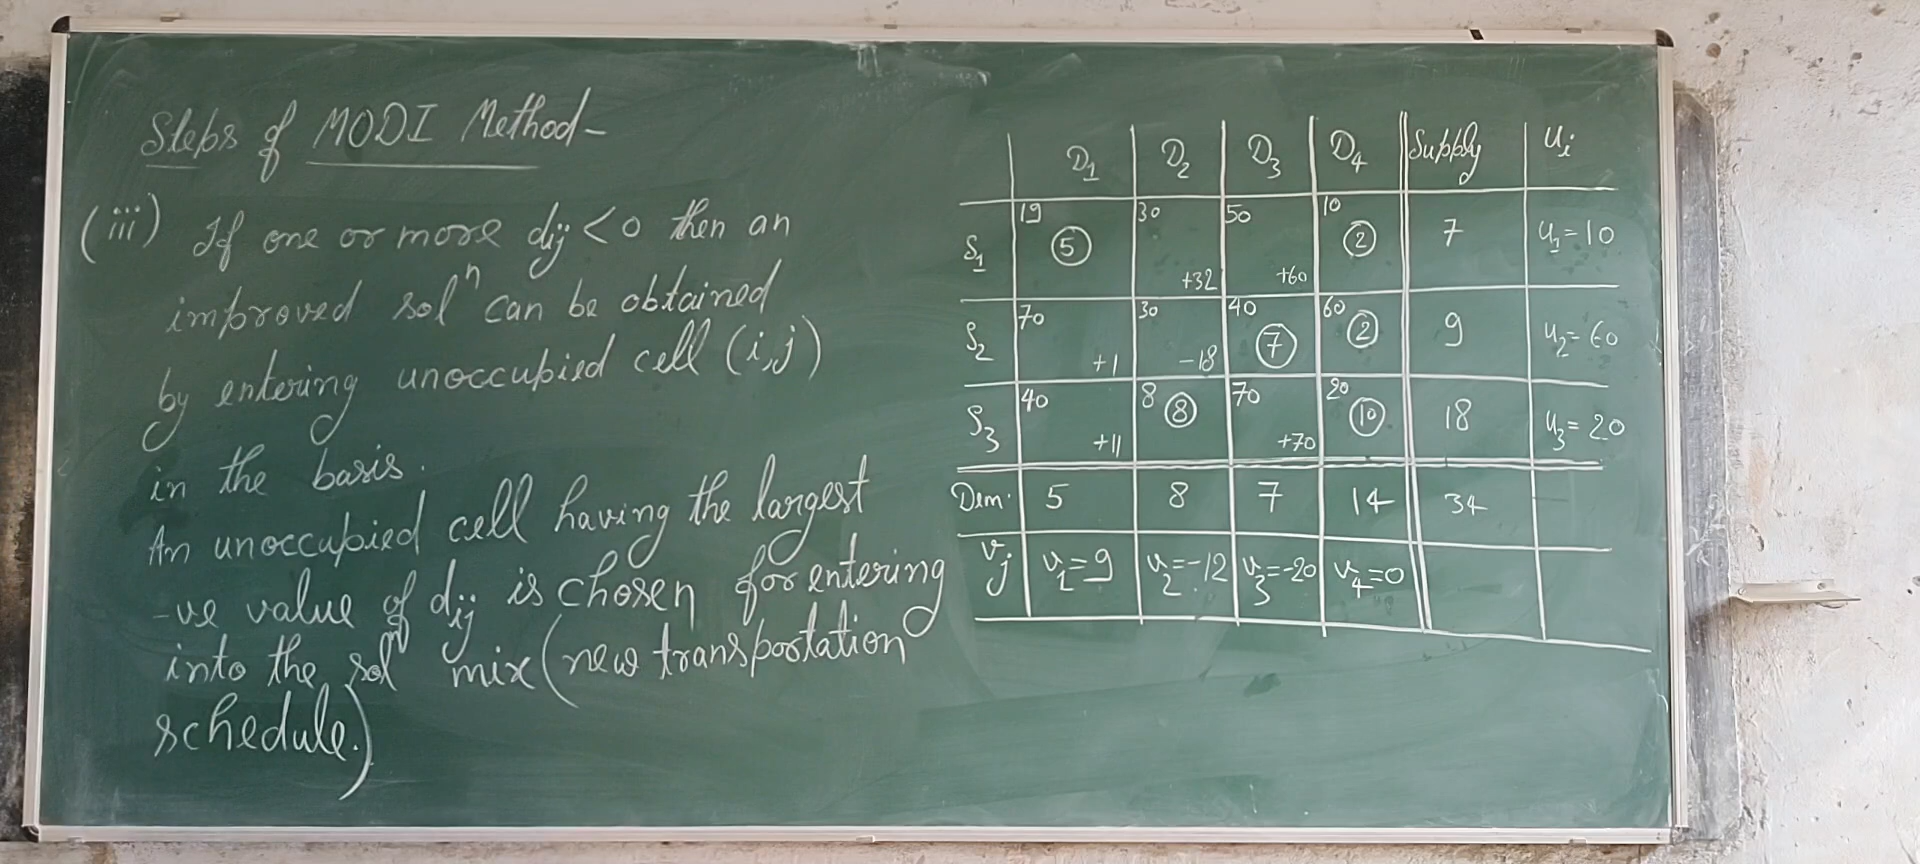 Steps of MODI Method-
(iii) If one or more dij < 0 then an
improved solⁿ can be obtained
by entering unoccupied cell (i,j)
in the basis.
An unoccupied cell having the largest
-ve value of dij is chosen for entering
into the solⁿ mix (new transportation
schedule.)
D1 D2 D3 D4 Supply ui
S1 19 5 30 +32 50 +60 10 2 7 u1=10
S2 70 +1 30 -18 40 7 60 2 9 u2=60
S3 40 +11 8 8 70 +70 20 10 18 u3=20
Dem. 5 8 7 14 34
vj v1=9 v2=-12 v3=-20 v4=0